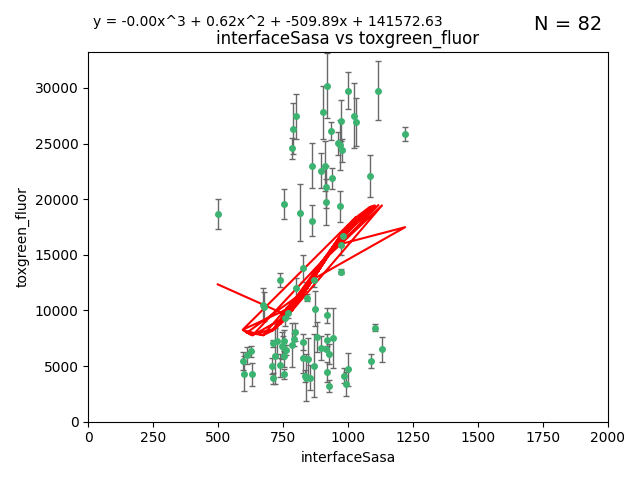 y = -0.00x^3 + 0.62x^2 + -509.89x + 141572.63
N = 82
interfaceSasa vs toxgreen_fluor
30000
25000
20000
15000
10000
5000
0
toxgreen_fluor
0 250 500 750 1000 1250 1500 1750 2000
interfaceSasa